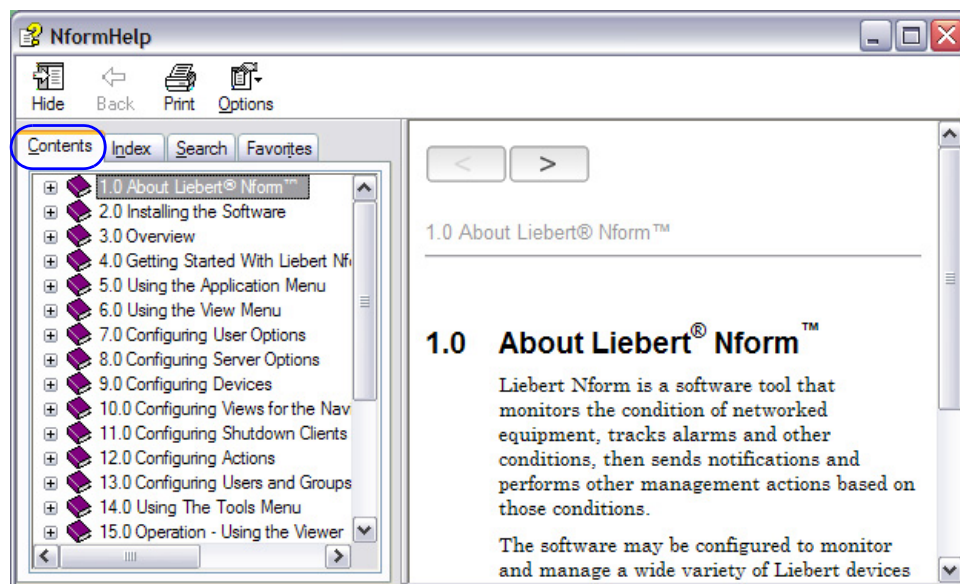 NformHelp
Hide Back Print Options
Contents Index Search Favorites
1.0 About Liebert® Nform™
2.0 Installing the Software
3.0 Overview
4.0 Getting Started With Liebert Nf
5.0 Using the Application Menu
6.0 Using the View Menu
7.0 Configuring User Options
8.0 Configuring Server Options
9.0 Configuring Devices
10.0 Configuring Views for the Nav
11.0 Configuring Shutdown Clients
12.0 Configuring Actions
13.0 Configuring Users and Groups
14.0 Using The Tools Menu
15.0 Operation - Using the Viewer
< >
1.0 About Liebert® Nform™
1.0 About Liebert® Nform™
Liebert Nform is a software tool that
monitors the condition of networked
equipment, tracks alarms and other
conditions, then sends notifications and
performs other management actions based on
those conditions.
The software may be configured to monitor
and manage a wide variety of Liebert devices